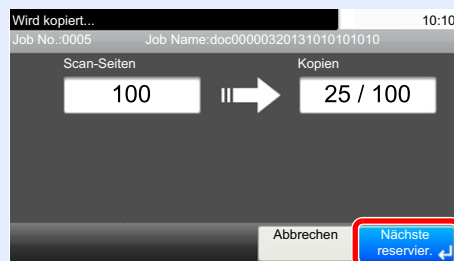 Wird kopiert... 10:10
Job No.:0005 Job Name:doc00000320131010101010
Scan-Seiten Kopien
100 25 / 100
Abbrechen Nächste
reservier.